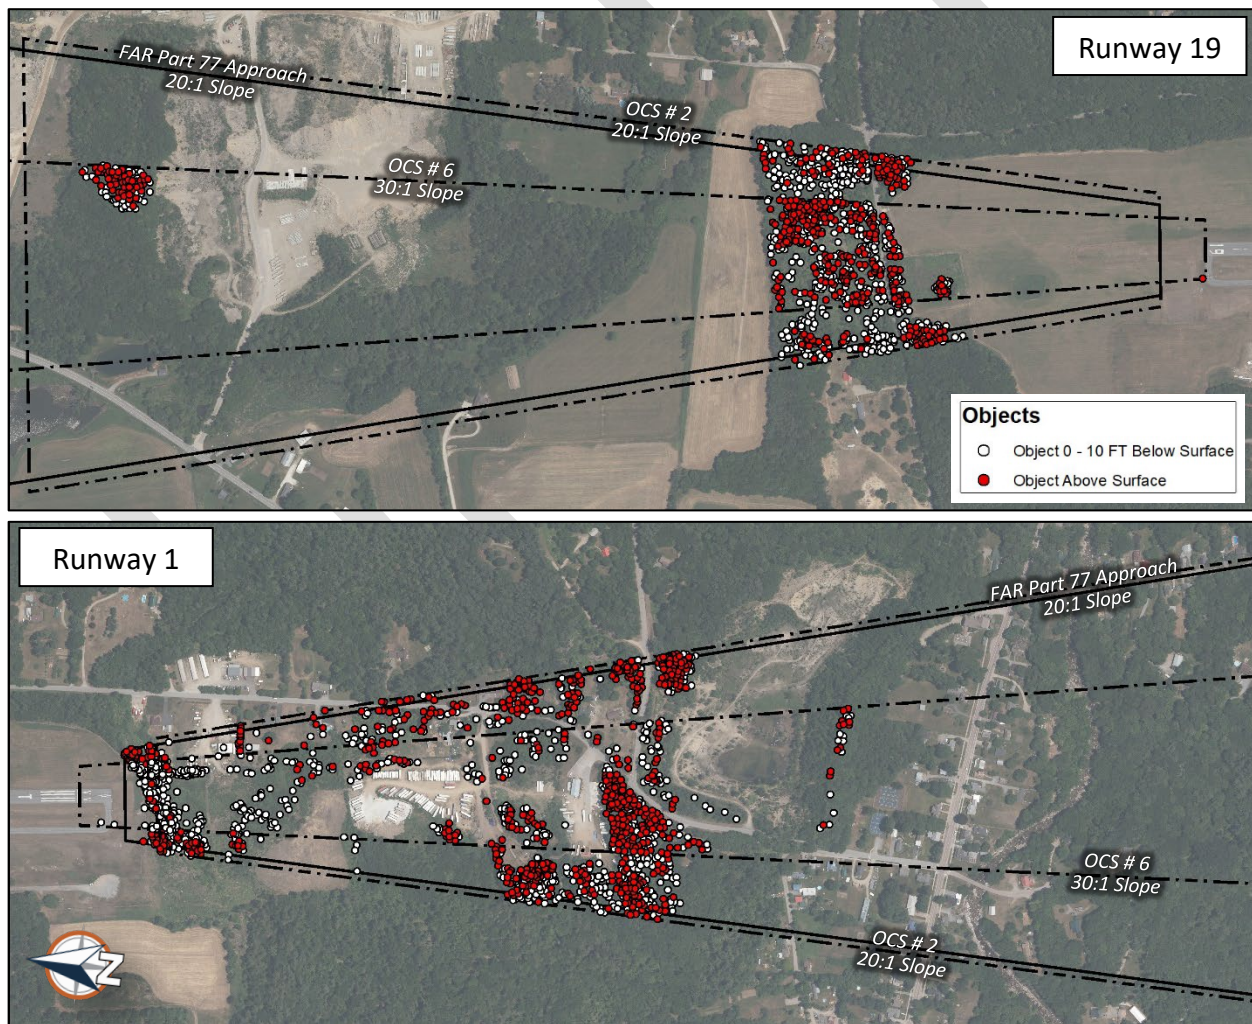 Runway 19
FAR Part 77 Approach
20:1 Slope
OCS # 2
20:1 Slope
OCS # 6
30:1 Slope
19
Objects
Object 0 - 10 FT Below Surface
Object Above Surface
Runway 1
FAR Part 77 Approach
20:1 Slope
1
OCS # 6
30:1 Slope
OCS # 2
20:1 Slope
N